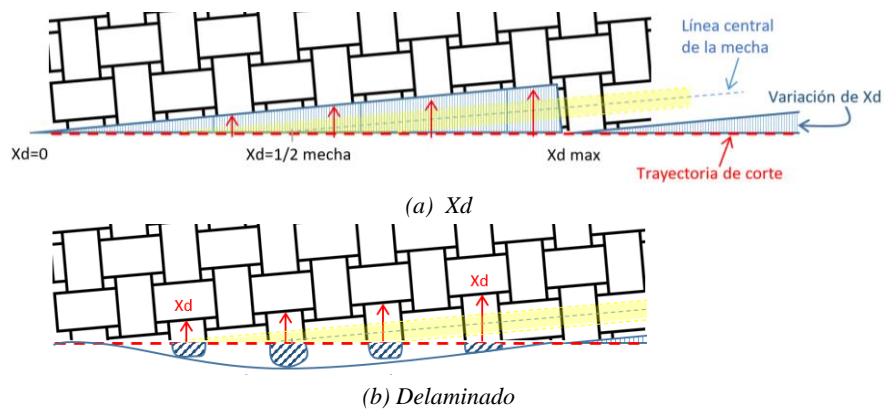 Línea central
de la mecha
Variación de Xd
Xd=0
Xd=1/2 mecha
Xd max
Trayectoria de corte
(a) Xd
Xd
Xd
(b) Delaminado